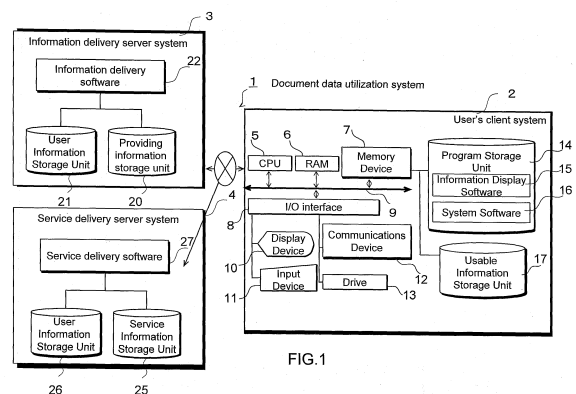 3
Information delivery server system
22
Information delivery
software
User
Information
Storage Unit
Providing
information
storage unit
21
20
Service delivery server system
4
27
Service delivery software
User
Information
Storage Unit
Service
Information
Storage Unit
26
25
1
Document data utilization system
2
User's client system
5
6
7
CPU
RAM
Memory
Device
14
Program Storage
Unit
15
Information Display
Software
16
System Software
9
8
I/O interface
Display
Device
10
Communications
Device
12
Input
Device
11
Drive
13
17
Usable
Information
Storage Unit
FIG.1